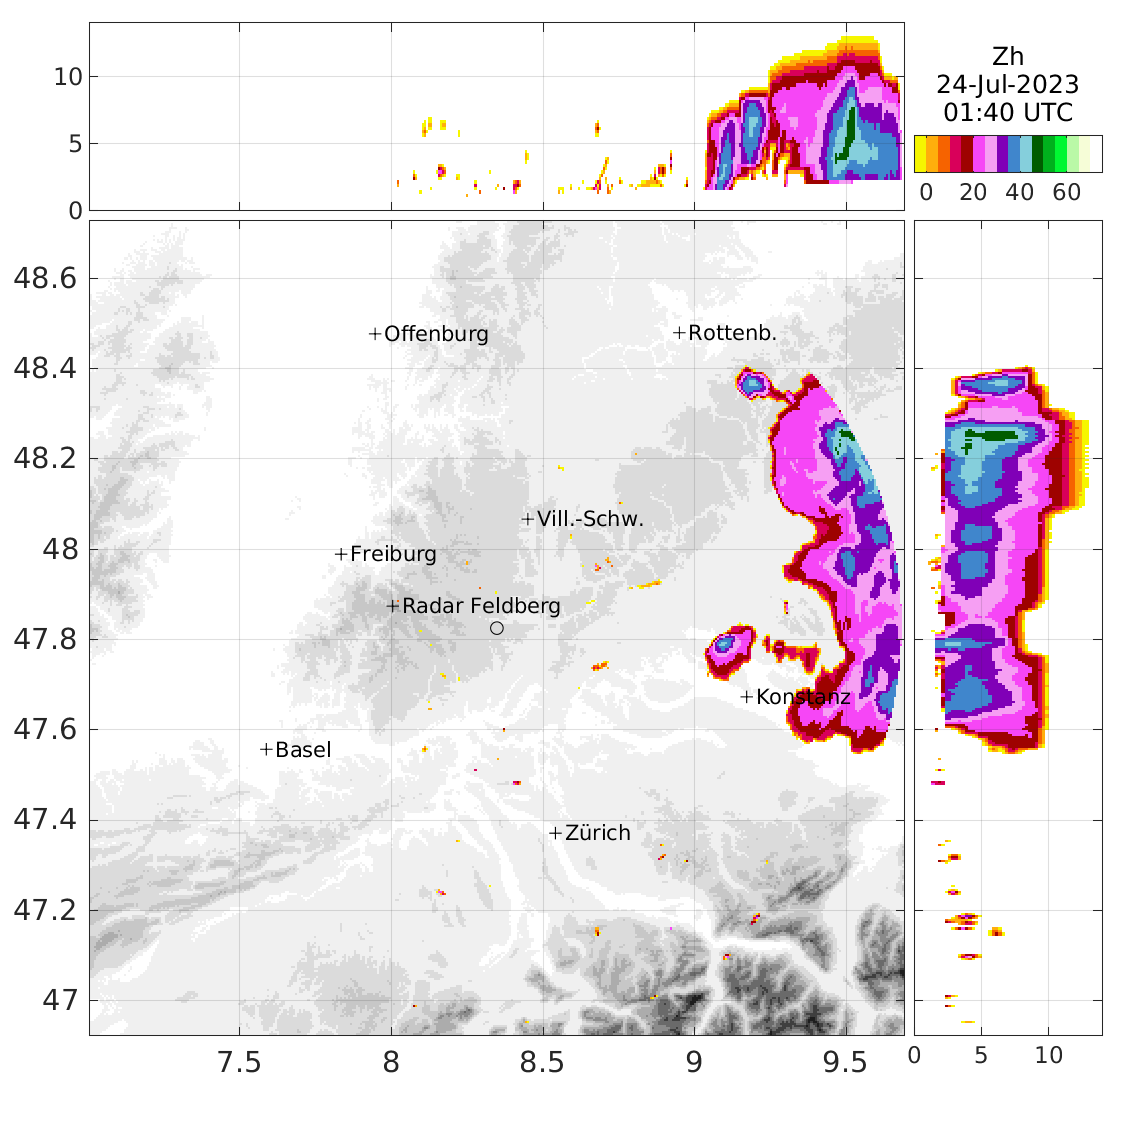 10
5
0
Zh
24-Jul-2023
01:40 UTC
0 20 40 60
48.6
48.4
48.2
48
47.8
47.6
47.4
47.2
47
+Offenburg
+Rottenb.
+Vill.-Schw.
+Freiburg
+Radar Feldberg
+Konstanz
+Basel
+Zürich
7.5 8 8.5 9 9.5
0 5 10